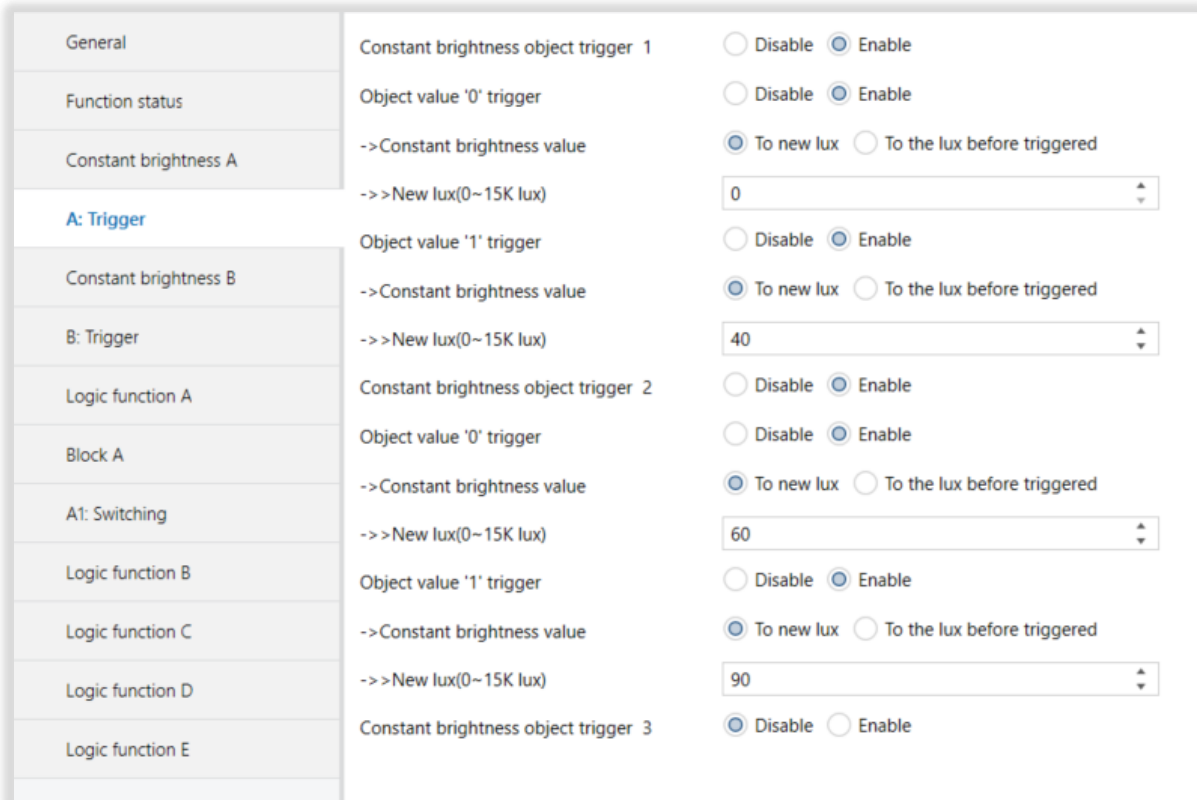 General
Function status
Constant brightness A
A: Trigger
Constant brightness B
B: Trigger
Logic function A
Block A
A1: Switching
Logic function B
Logic function C
Logic function D
Logic function E
Constant brightness object trigger 1 Disable Enable
Object value '0' trigger Disable Enable
->Constant brightness value To new lux To the lux before triggered
->>New lux(0~15K lux) 0
Object value '1' trigger Disable Enable
->Constant brightness value To new lux To the lux before triggered
->>New lux(0~15K lux) 40
Constant brightness object trigger 2 Disable Enable
Object value '0' trigger Disable Enable
->Constant brightness value To new lux To the lux before triggered
->>New lux(0~15K lux) 60
Object value '1' trigger Disable Enable
->Constant brightness value To new lux To the lux before triggered
->>New lux(0~15K lux) 90
Constant brightness object trigger 3 Disable Enable